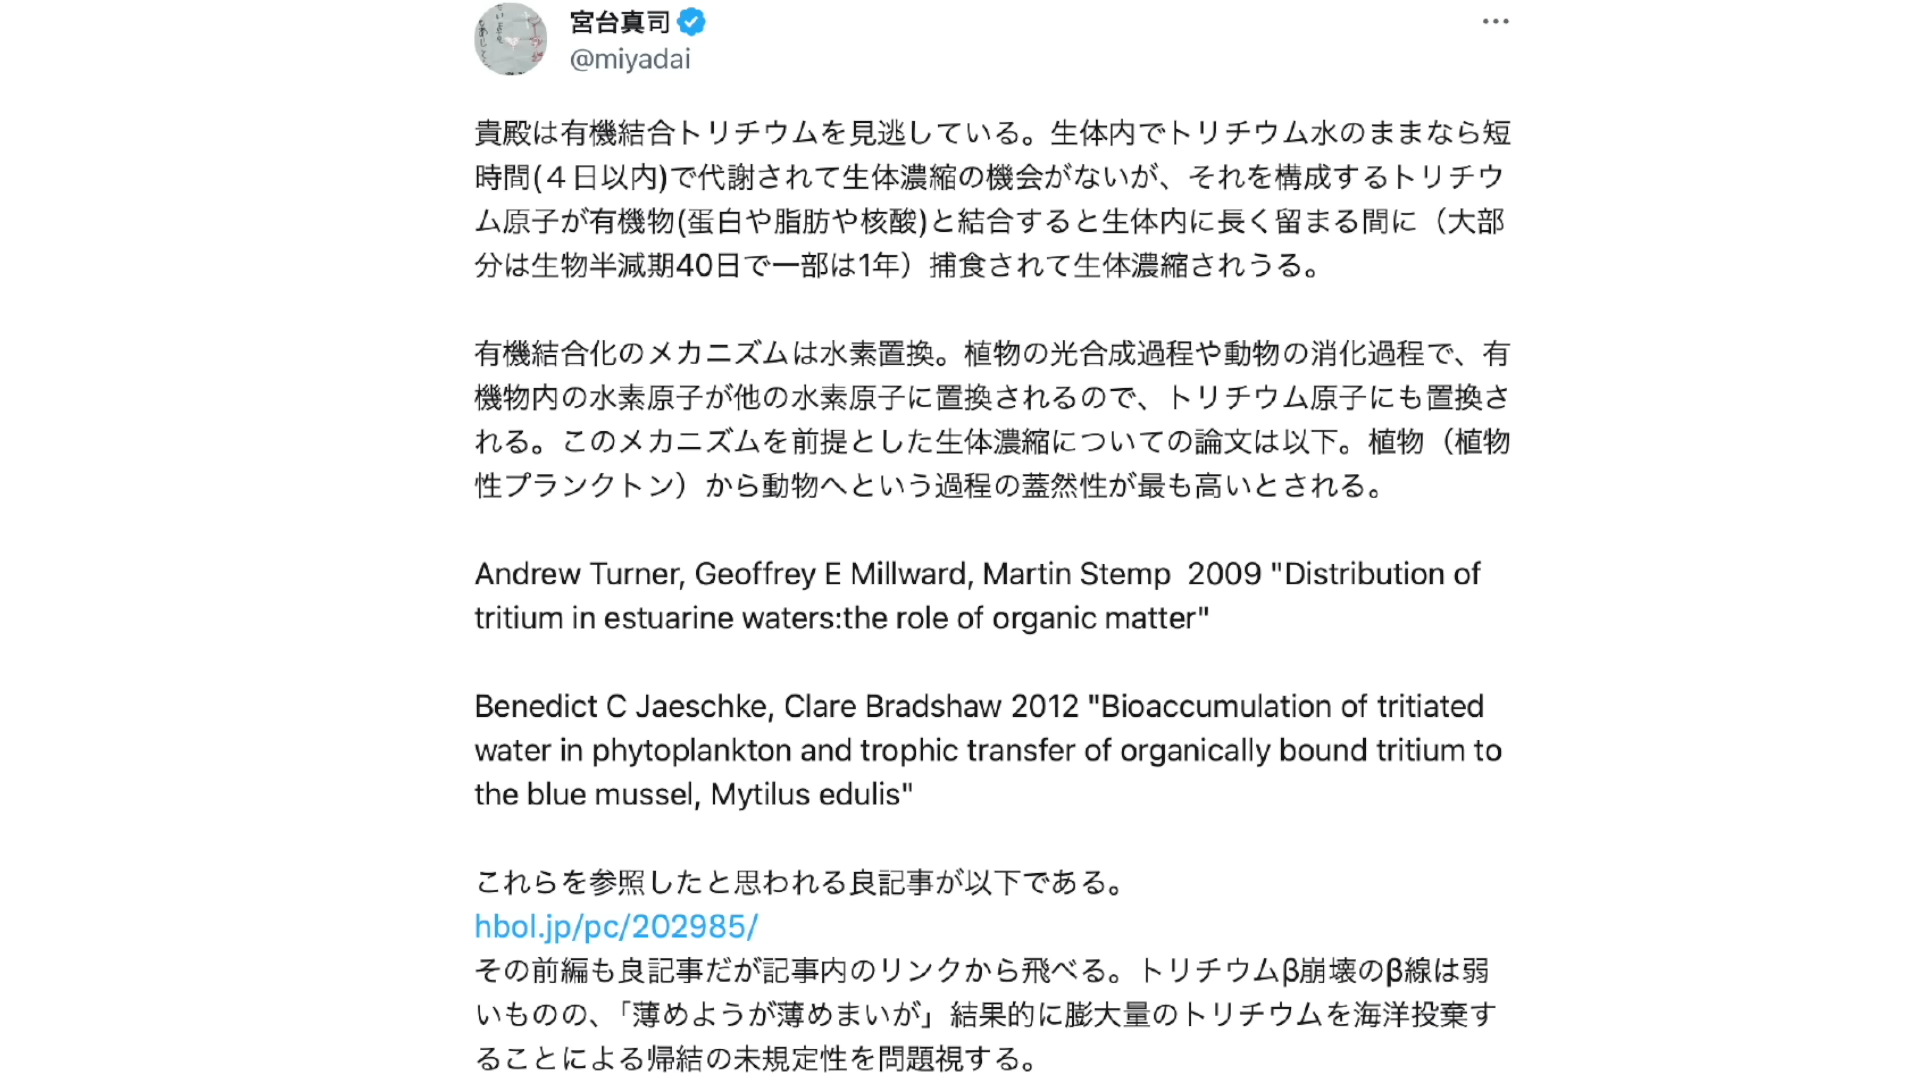 宮台真司
@miyadai
貴殿は有機結合トリチウムを見逃している。生体内でトリチウム水のままなら短
時間(４日以内)で代謝されて生体濃縮の機会がないが、それを構成するトリチウ
ム原子が有機物(蛋白や脂肪や核酸)と結合すると生体内に長く留まる間に（大部
分は生物半減期40日で一部は1年）捕食されて生体濃縮されうる。
有機結合化のメカニズムは水素置換。植物の光合成過程や動物の消化過程で、有
機物内の水素原子が他の水素原子に置換されるので、トリチウム原子にも置換さ
れる。このメカニズムを前提とした生体濃縮についての論文は以下。植物（植物
性プランクトン）から動物へという過程の蓋然性が最も高いとされる。
Andrew Turner, Geoffrey E Millward, Martin Stemp  2009 "Distribution of
tritium in estuarine waters:the role of organic matter"
Benedict C Jaeschke, Clare Bradshaw 2012 "Bioaccumulation of tritiated
water in phytoplankton and trophic transfer of organically bound tritium to
the blue mussel, Mytilus edulis"
これらを参照したと思われる良記事が以下である。
hbol.jp/pc/202985/
その前編も良記事だが記事内のリンクから飛べる。トリチウムβ崩壊のβ線は弱
いものの、「薄めようが薄めまいが」結果的に膨大量のトリチウムを海洋投棄す
ることによる帰結の未規定性を問題視する。